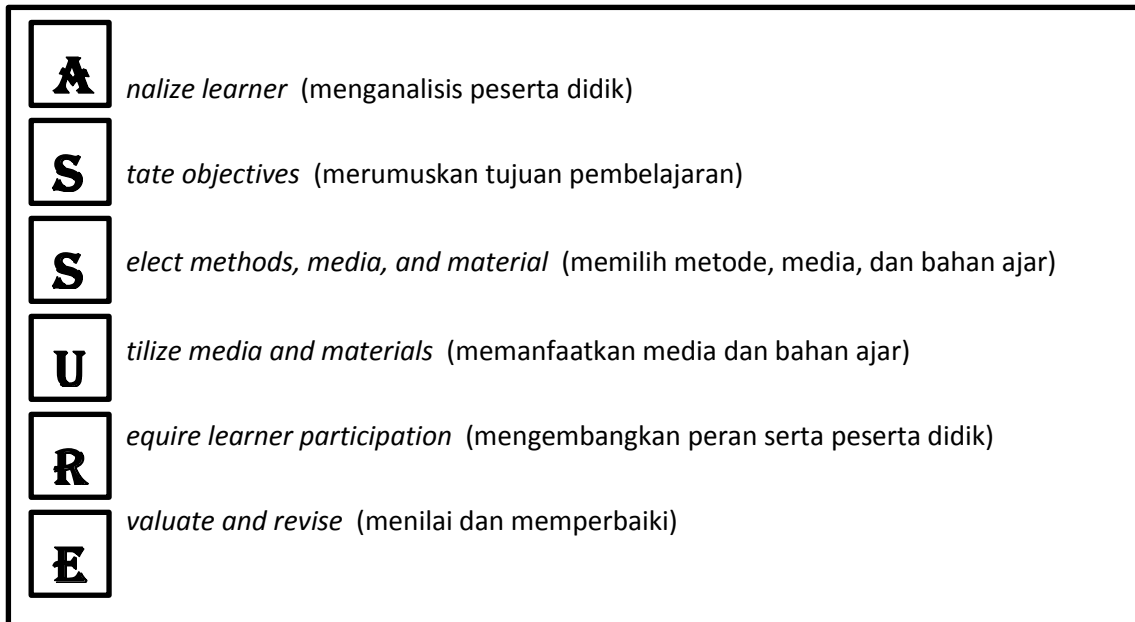 A nalize learner (menganalisis peserta didik)
S tate objectives (merumuskan tujuan pembelajaran)
S elect methods, media, and material (memilih metode, media, dan bahan ajar)
U tilize media and materials (memanfaatkan media dan bahan ajar)
R equire learner participation (mengembangkan peran serta peserta didik)
E valuate and revise (menilai dan memperbaiki)